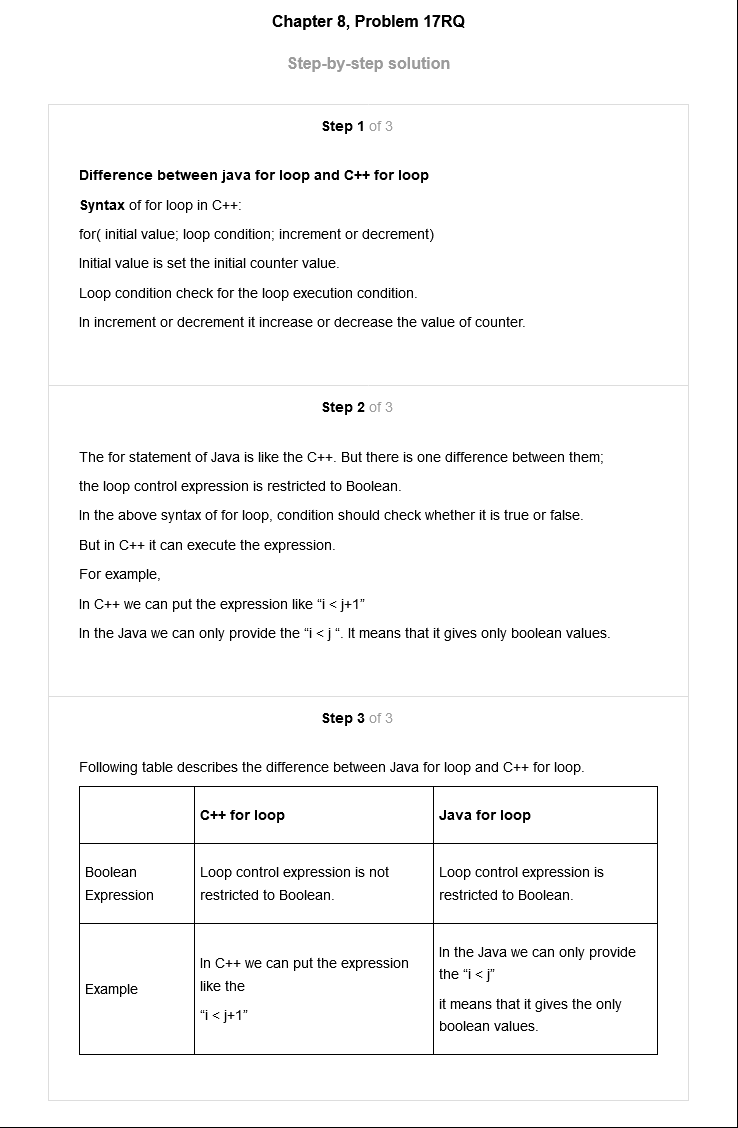 Chapter 8, Problem 17RQ
Step-by-step solution
Step 1 of 3
Difference between java for loop and C++ for loop
Syntax of for loop in C++:
for( initial value; loop condition; increment or decrement)
Initial value is set the initial counter value.
Loop condition check for the loop execution condition.
In increment or decrement it increase or decrease the value of counter.
Step 2 of 3
The for statement of Java is like the C++. But there is one difference between them;
the loop control expression is restricted to Boolean.
In the above syntax of for loop, condition should check whether it is true or false.
But in C++ it can execute the expression.
For example,
In C++ we can put the expression like “i < j+1”
In the Java we can only provide the “i < j “. It means that it gives only boolean values.
Step 3 of 3
Following table describes the difference between Java for loop and C++ for loop.
C++ for loop
Java for loop
Boolean
Expression
Loop control expression is not
restricted to Boolean.
Loop control expression is
restricted to Boolean.
Example
In C++ we can put the expression
like the
“i < j+1”
In the Java we can only provide
the “i < j”
it means that it gives the only
boolean values.